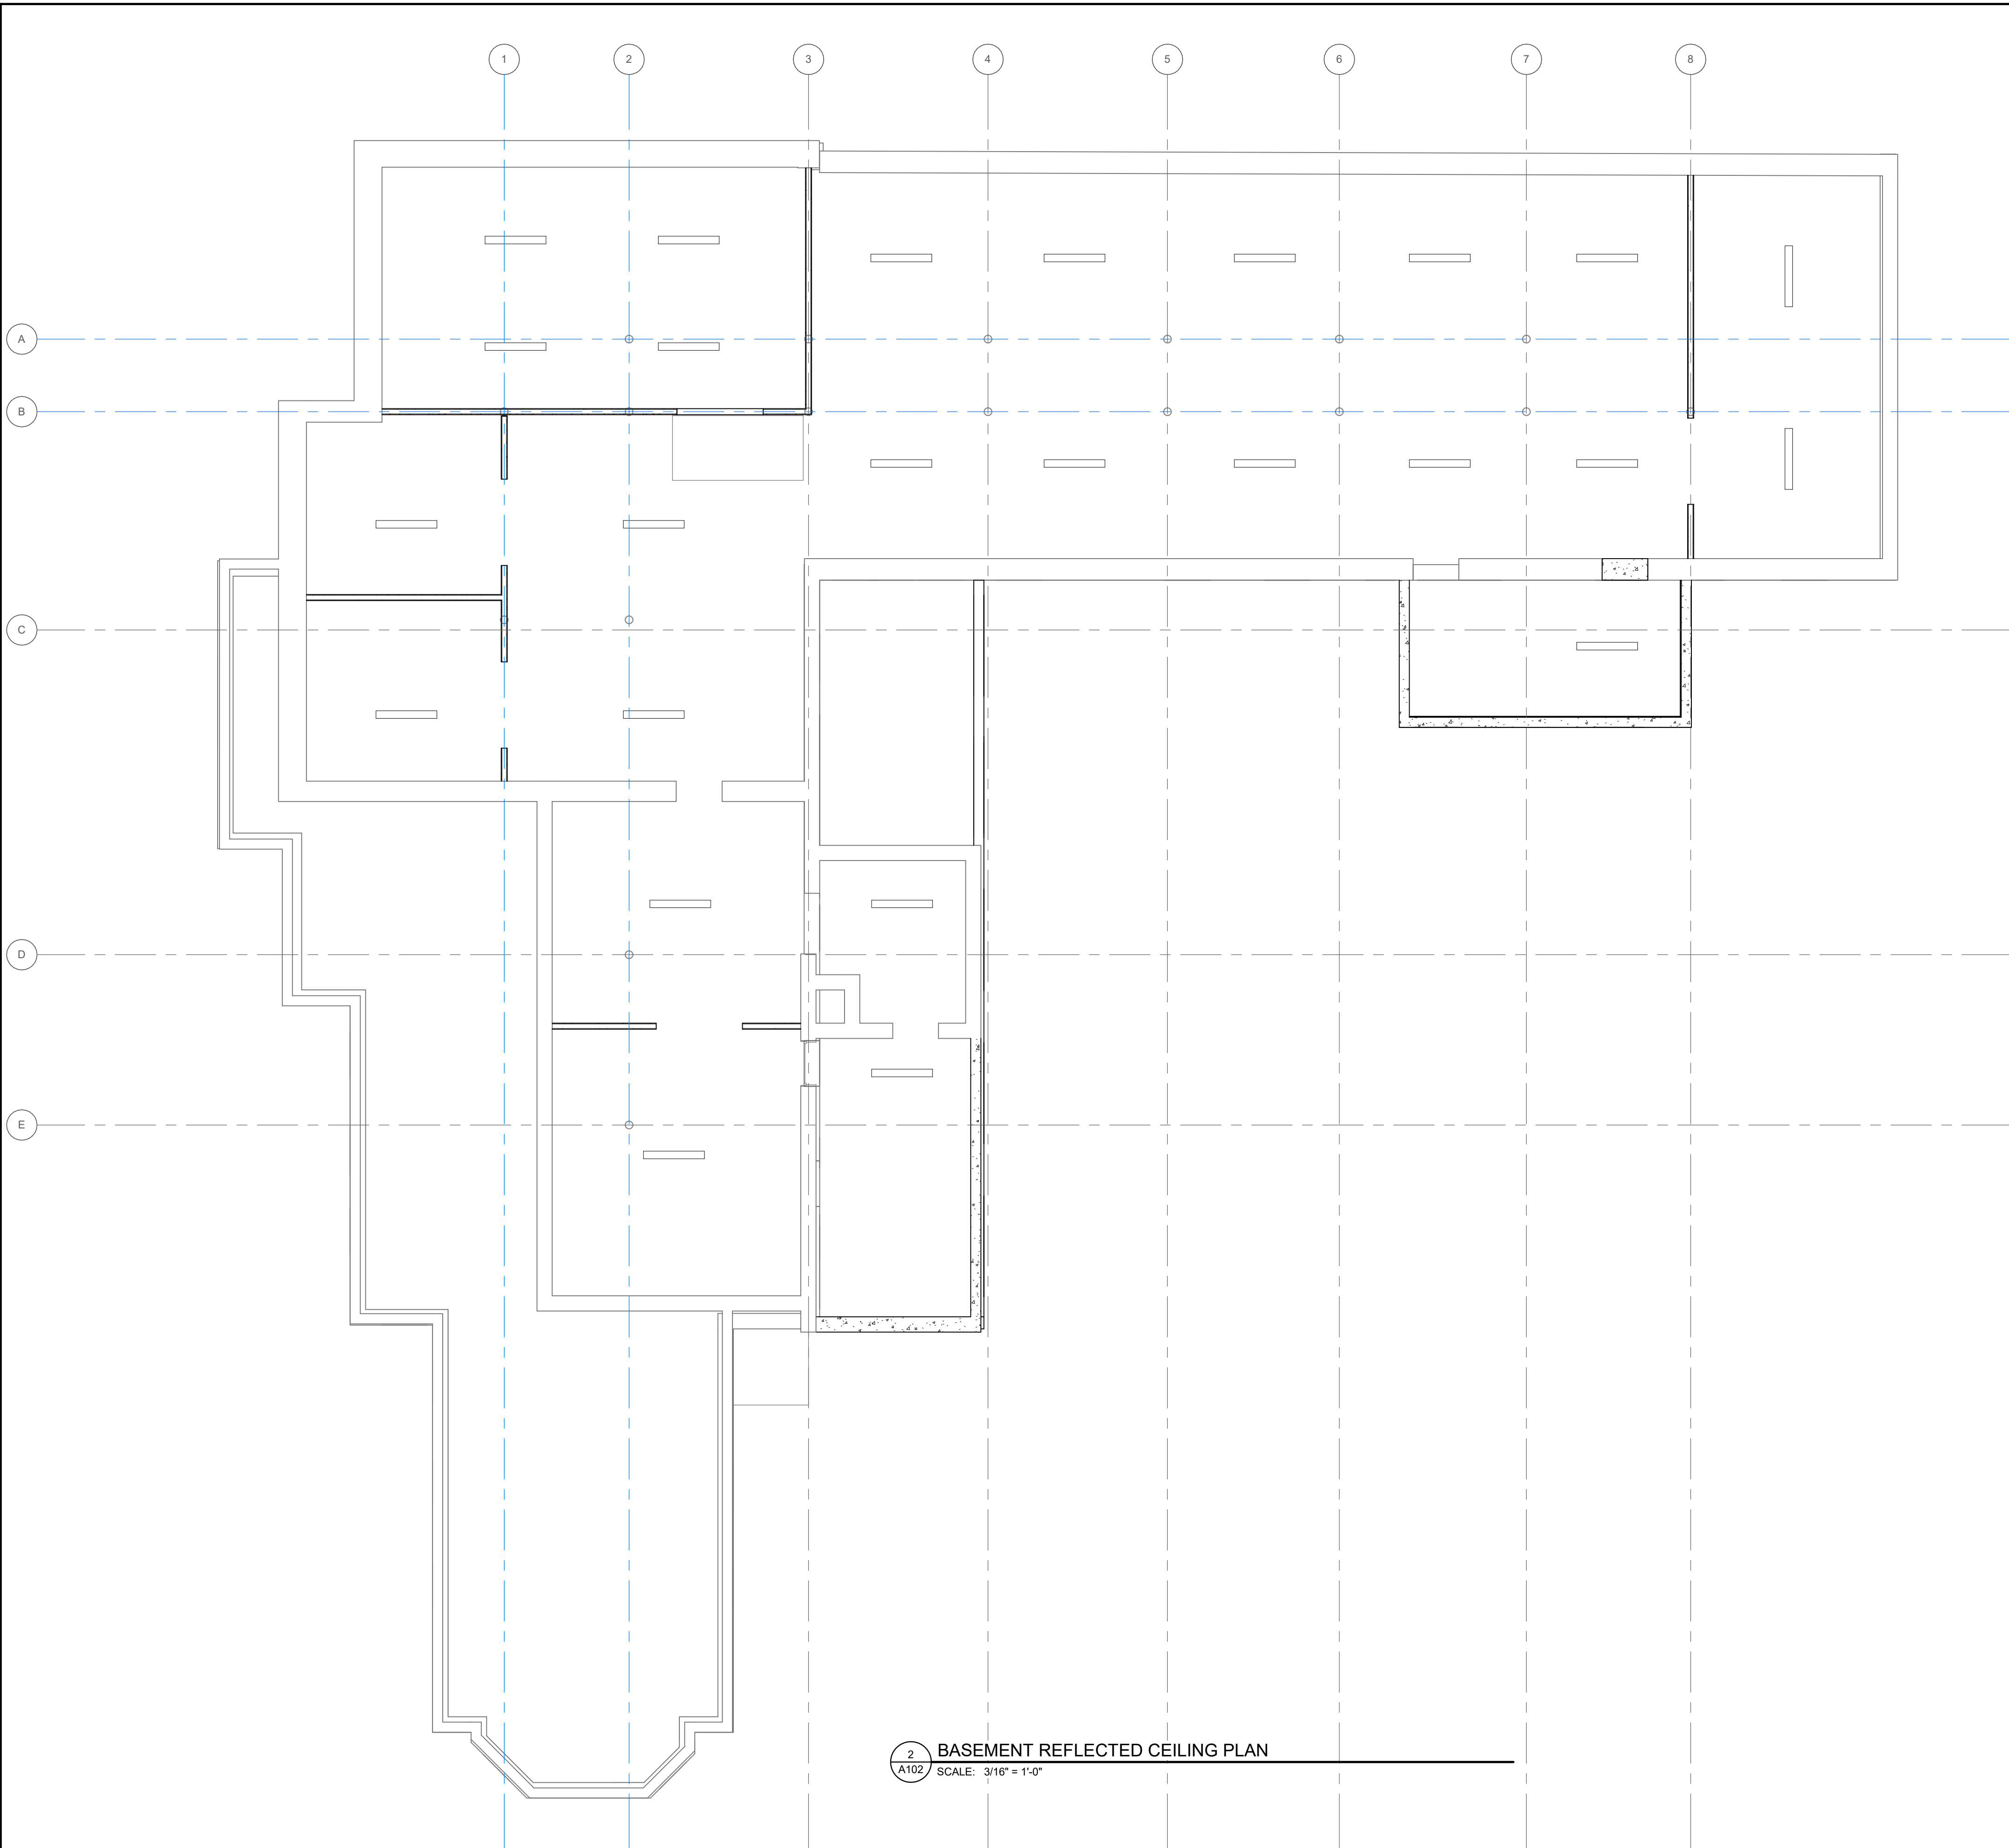 1 2 3 4 5 6 7 8
A
B
C
D
E
2 BASEMENT REFLECTED CEILING PLAN
A102 SCALE: 3/16" = 1'-0"